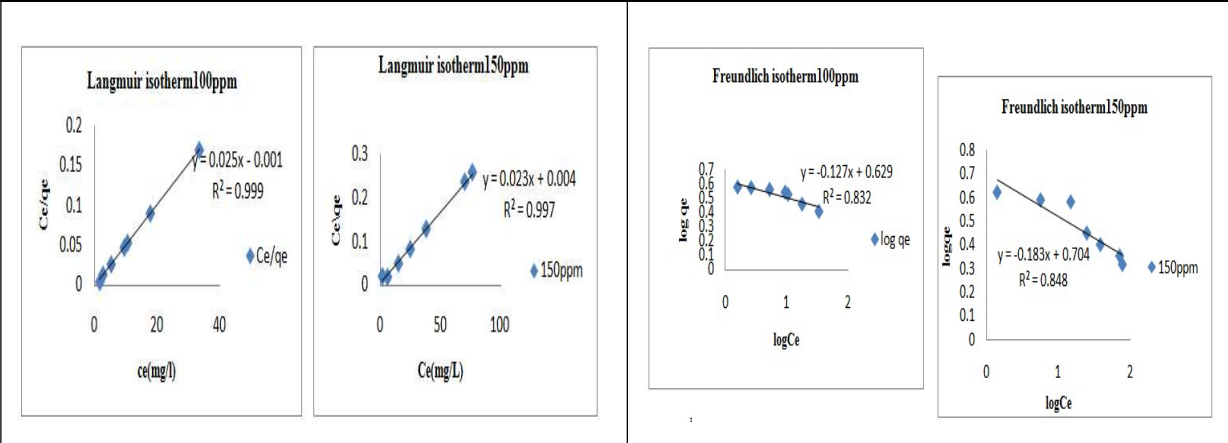 Langmuir isotherm100ppm
0.2
0.15
0.1
0.05
0
Ce/qe
y = 0.025x - 0.001
R² = 0.999
Ce/qe
0 20 40
ce(mg/l)
Langmuir isotherm150ppm
0.3
0.2
0.1
0
Ce\qe
y = 0.023x + 0.004
R² = 0.997
150ppm
0 50 100
Ce(mg/L)
Freundlich isotherm100ppm
0.7
0.6
0.5
0.4
0.3
0.2
0.1
0
log qe
y = -0.127x + 0.629
R² = 0.832
log qe
0 1 2
logCe
Freundlich isotherm150ppm
0.8
0.7
0.6
0.5
0.4
0.3
0.2
0.1
0
logqe
y = -0.183x + 0.704
R² = 0.848
150ppm
0 1 2
logCe